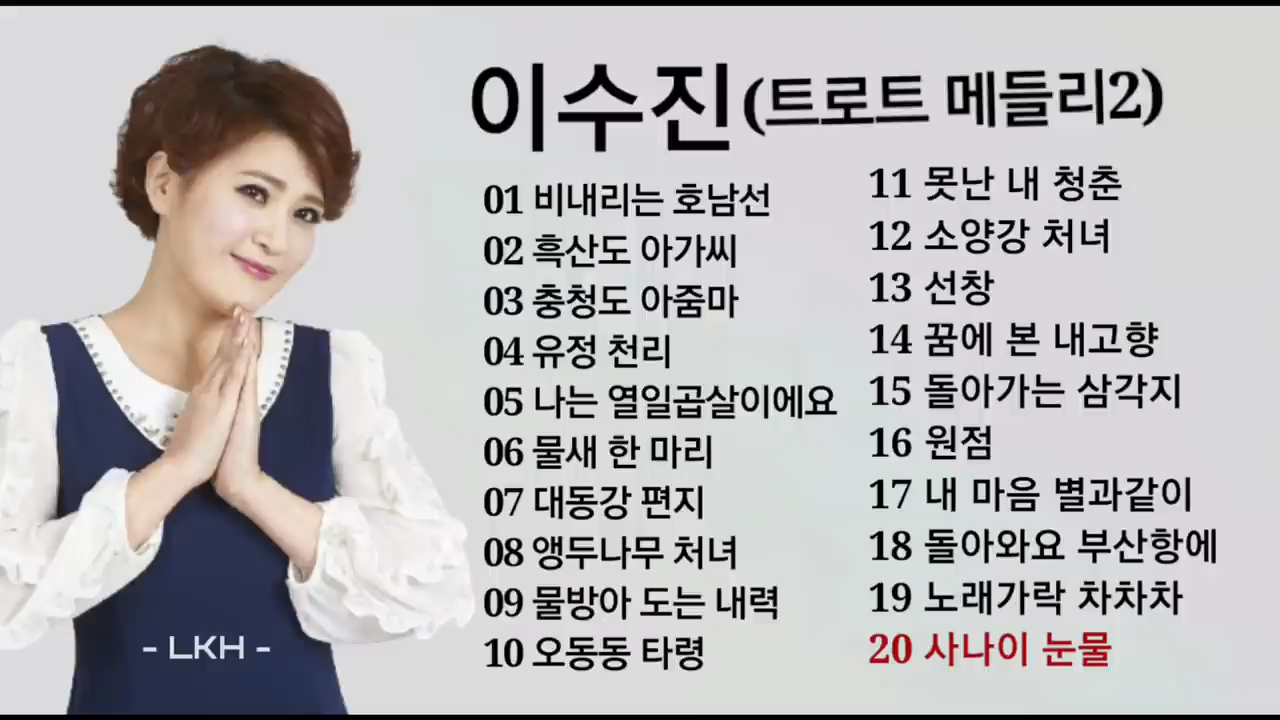 이수진(트로트 메들리2)
01 비내리는 호남선
02 흑산도 아가씨
03 충청도 아줌마
04 유정 천리
05 나는 열일곱살이에요
06 물새 한 마리
07 대동강 편지
08 앵두나무 처녀
09 물방아 도는 내력
10 오동동 타령
11 못난 내 청춘
12 소양강 처녀
13 선창
14 꿈에 본 내고향
15 돌아가는 삼각지
16 원점
17 내 마음 별과같이
18 돌아와요 부산항에
19 노래가락 차차차
20 사나이 눈물
- LKH -